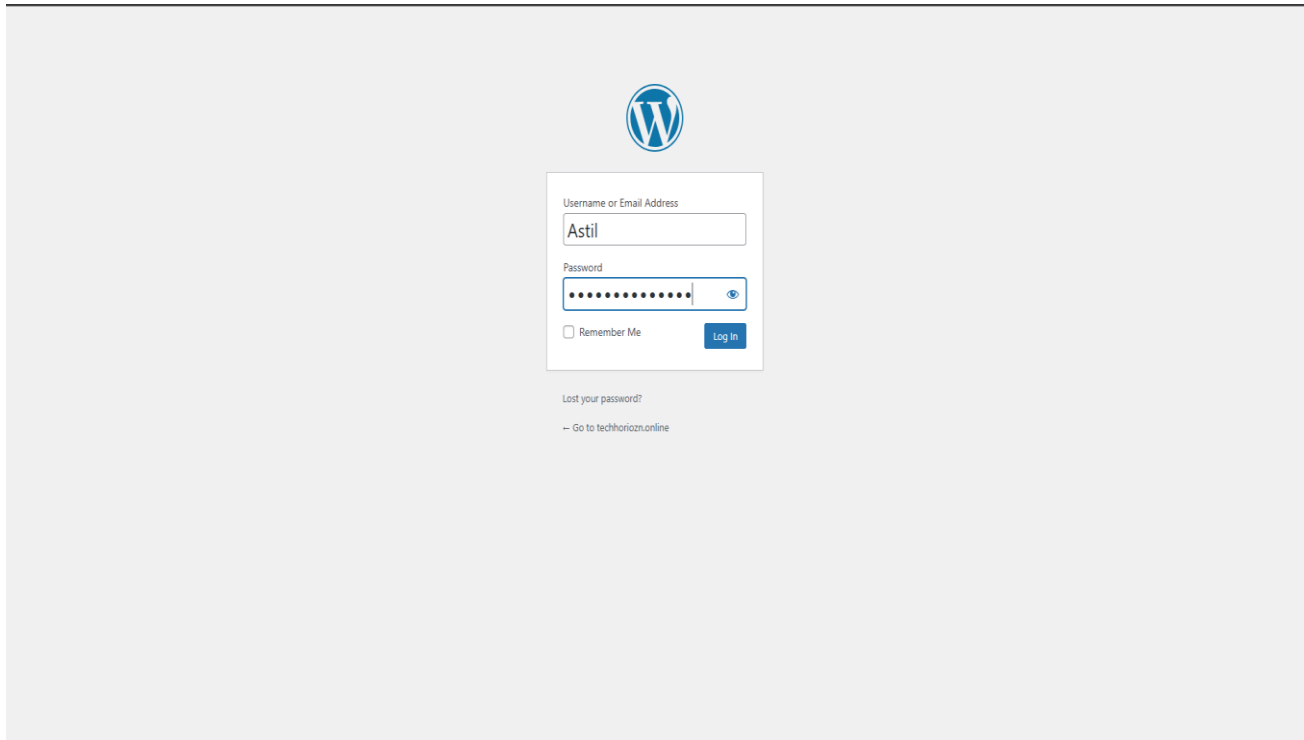 Username or Email Address
Astil
Password
••••••••••••••
Remember Me
Log In
Lost your password?
← Go to techhoriozn.online